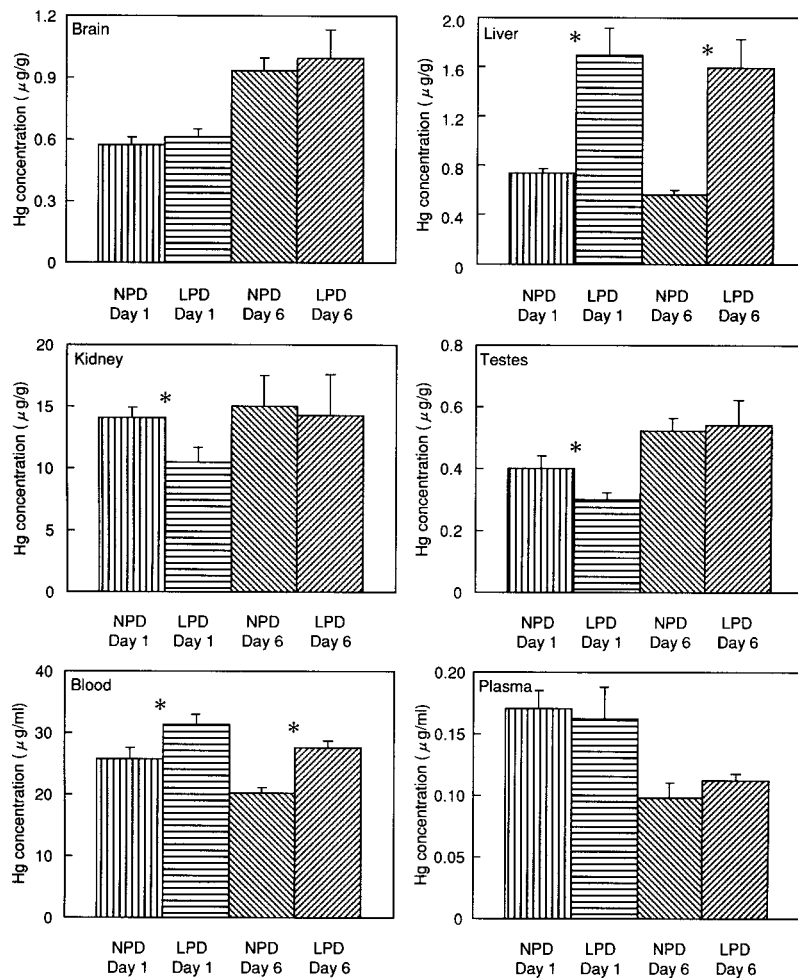 Brain
Hg concentration ( μg/g)
1.2
0.9
0.6
0.3
0
NPD LPD NPD LPD
Day 1 Day 1 Day 6 Day 6
Liver
Hg concentration ( μg/g)
2.0
*
*
1.6
1.2
0.8
0.4
0
NPD LPD NPD LPD
Day 1 Day 1 Day 6 Day 6
Kidney
Hg concentration ( μg/g)
20
15
*
10
5
0
NPD LPD NPD LPD
Day 1 Day 1 Day 6 Day 6
Testes
Hg concentration ( μg/g)
0.8
0.6
*
0.4
0.2
0
NPD LPD NPD LPD
Day 1 Day 1 Day 6 Day 6
Blood
Hg concentration ( μg/ml)
40
*
*
30
20
10
0
NPD LPD NPD LPD
Day 1 Day 1 Day 6 Day 6
Plasma
Hg concentration ( μg/ml)
0.20
0.15
0.10
0.05
0
NPD LPD NPD LPD
Day 1 Day 1 Day 6 Day 6